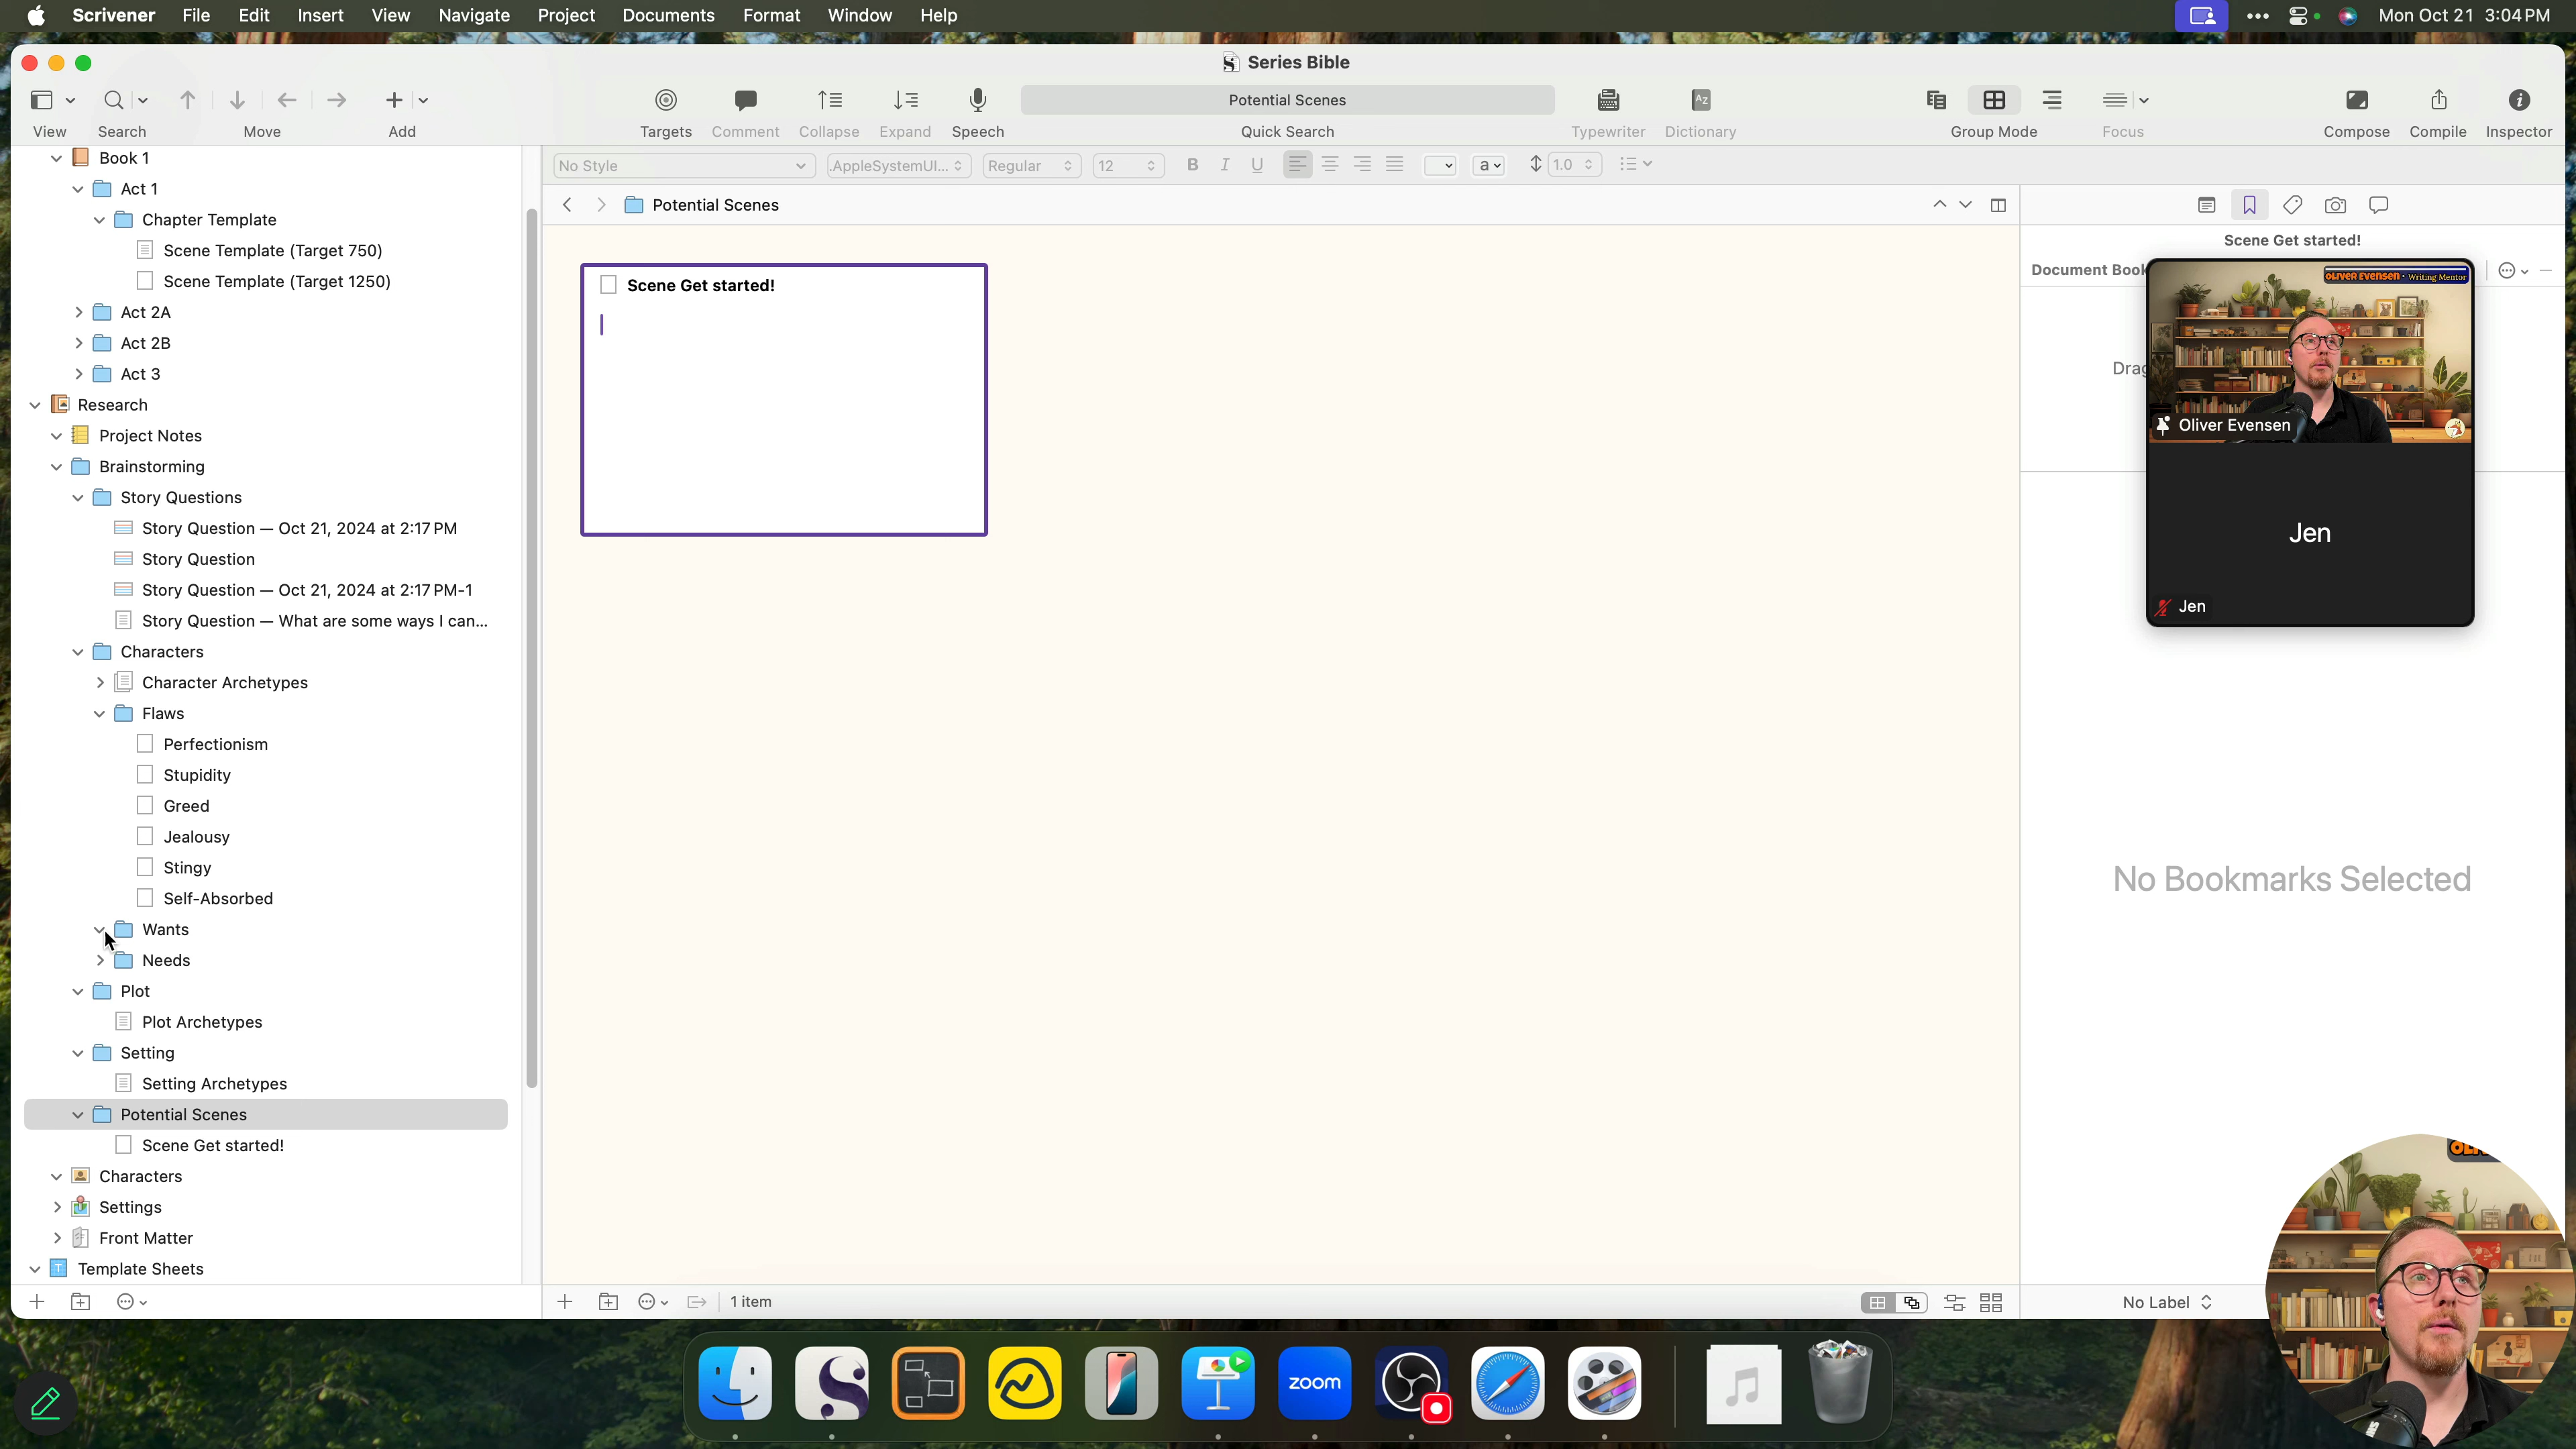 Scrivener File Edit Insert View Navigate Project Documents Format Window Help Mon Oct 21 3:04 PM
Series Bible
Potential Scenes
View Search Move Add Targets Comment Collapse Expand Speech Quick Search Typewriter Dictionary Group Mode Focus Compose Compile Inspector
No Style .AppleSystemUI... Regular 12 B I U a 1.0
Book 1
Act 1
Chapter Template
Scene Template (Target 750)
Scene Template (Target 1250)
Act 2A
Act 2B
Act 3
Research
Project Notes
Brainstorming
Story Questions
Story Question — Oct 21, 2024 at 2:17 PM
Story Question
Story Question — Oct 21, 2024 at 2:17 PM-1
Story Question — What are some ways I can...
Characters
Character Archetypes
Flaws
Perfectionism
Stupidity
Greed
Jealousy
Stingy
Self-Absorbed
Wants
Needs
Plot
Plot Archetypes
Setting
Setting Archetypes
Potential Scenes
Scene Get started!
Characters
Settings
Front Matter
T Template Sheets
Potential Scenes
Scene Get started!
1 item
Scene Get started!
Document Book
Drag
OLIVER EVENSEN · Writing Mentor
Oliver Evensen
Jen
Jen
No Bookmarks Selected
No Label
zoom